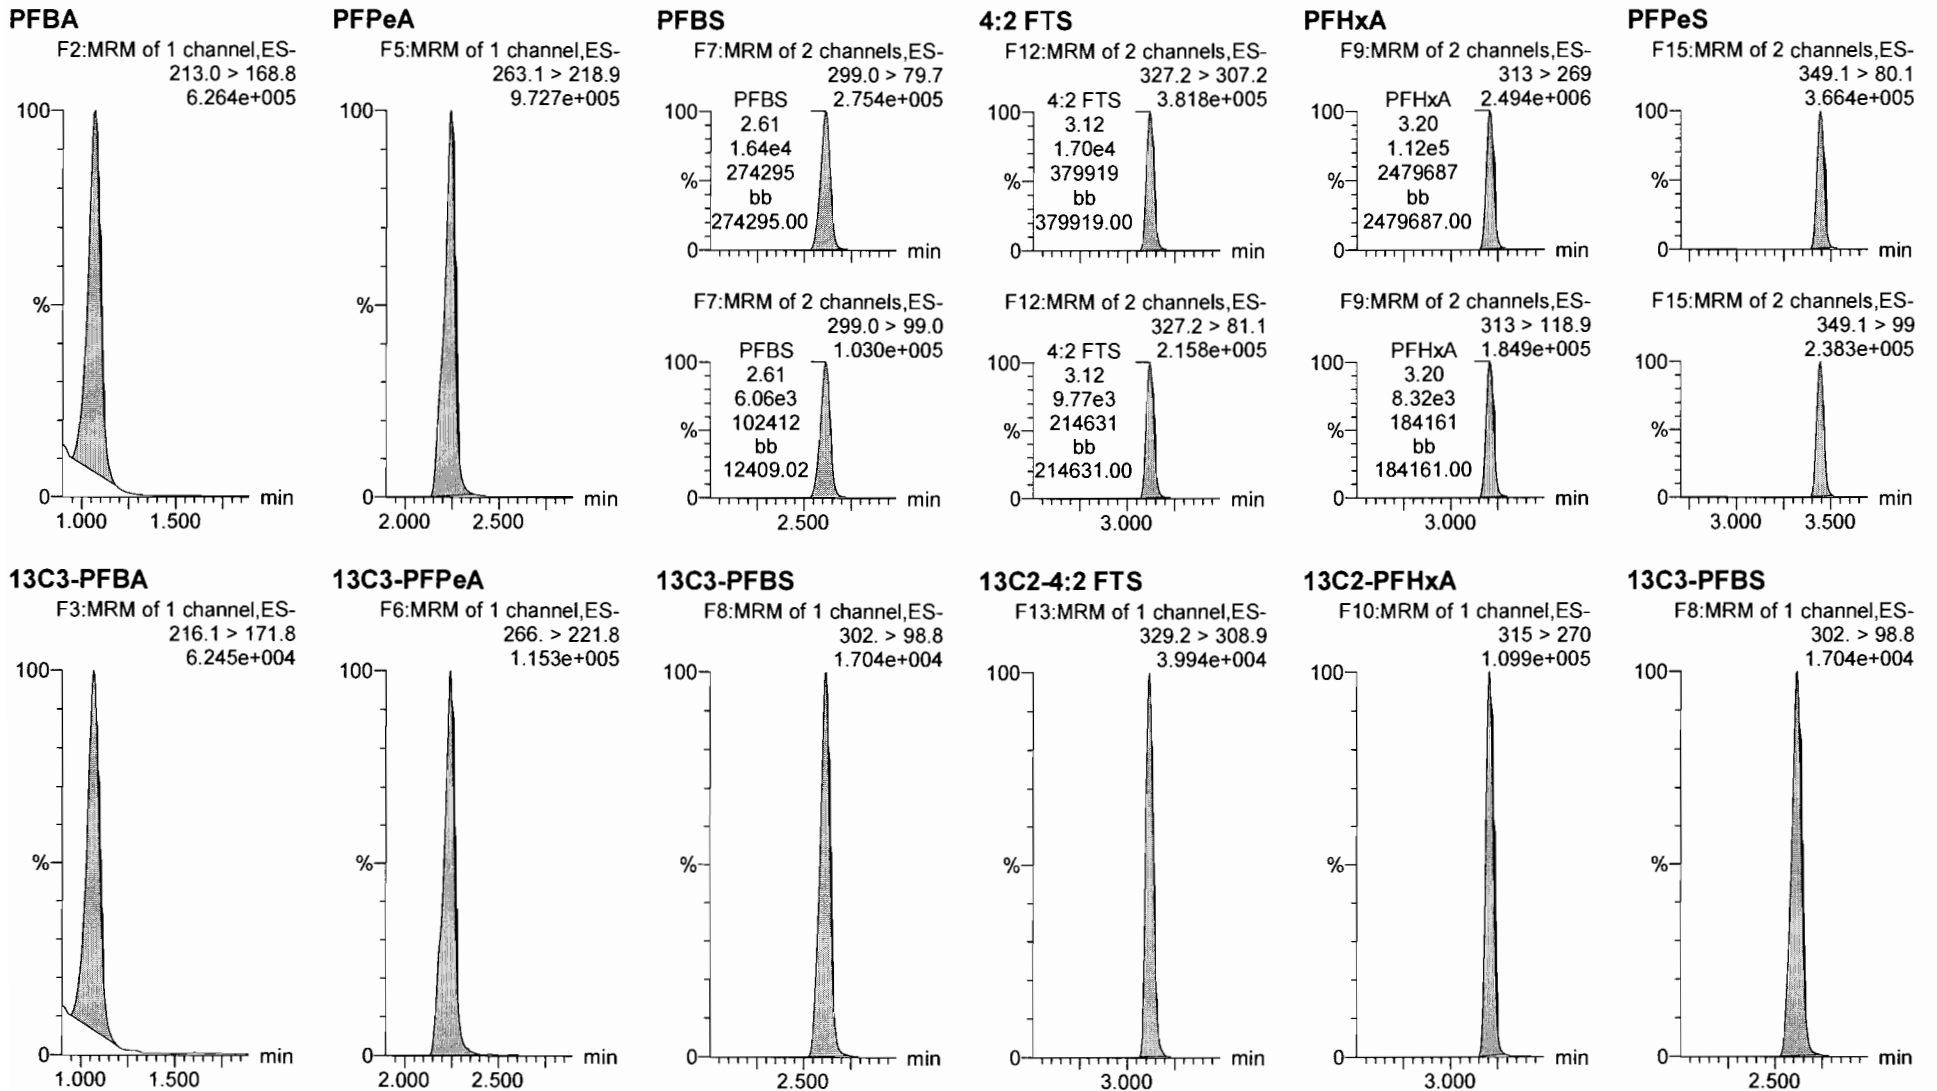 PFBA
F2:MRM of 1 channel,ES-
213.0 > 168.8
6.264e+005
100
%
0
min
1.000 1.500
PFPeA
F5:MRM of 1 channel,ES-
263.1 > 218.9
9.727e+005
100
%
0
min
2.000 2.500
PFBS
F7:MRM of 2 channels,ES-
299.0 > 79.7
2.754e+005
100
PFBS
2.61
1.64e4
274295
bb
274295.00
%
0
min
F7:MRM of 2 channels,ES-
299.0 > 99.0
1.030e+005
100
PFBS
2.61
6.06e3
102412
bb
12409.02
%
0
min
2.500
4:2 FTS
F12:MRM of 2 channels,ES-
327.2 > 307.2
3.818e+005
100
4:2 FTS
3.12
1.70e4
379919
bb
379919.00
%
0
min
F12:MRM of 2 channels,ES-
327.2 > 81.1
2.158e+005
100
4:2 FTS
3.12
9.77e3
214631
bb
214631.00
%
0
min
3.000
PFHxA
F9:MRM of 2 channels,ES-
313 > 269
2.494e+006
100
PFHxA
3.20
1.12e5
2479687
bb
2479687.00
%
0
min
F9:MRM of 2 channels,ES-
313 > 118.9
1.849e+005
100
PFHxA
3.20
8.32e3
184161
bb
184161.00
%
0
min
3.000
PFPeS
F15:MRM of 2 channels,ES-
349.1 > 80.1
3.664e+005
100
%
0
min
F15:MRM of 2 channels,ES-
349.1 > 99
2.383e+005
100
%
0
min
3.000 3.500
13C3-PFBA
F3:MRM of 1 channel,ES-
216.1 > 171.8
6.245e+004
100
%
0
min
1.000 1.500
13C3-PFPeA
F6:MRM of 1 channel,ES-
266. > 221.8
1.153e+005
100
%
0
min
2.000 2.500
13C3-PFBS
F8:MRM of 1 channel,ES-
302. > 98.8
1.704e+004
100
%
0
min
2.500
13C2-4:2 FTS
F13:MRM of 1 channel,ES-
329.2 > 308.9
3.994e+004
100
%
0
min
3.000
13C2-PFHxA
F10:MRM of 1 channel,ES-
315 > 270
1.099e+005
100
%
0
min
3.000
13C3-PFBS
F8:MRM of 1 channel,ES-
302. > 98.8
1.704e+004
100
%
0
min
2.500